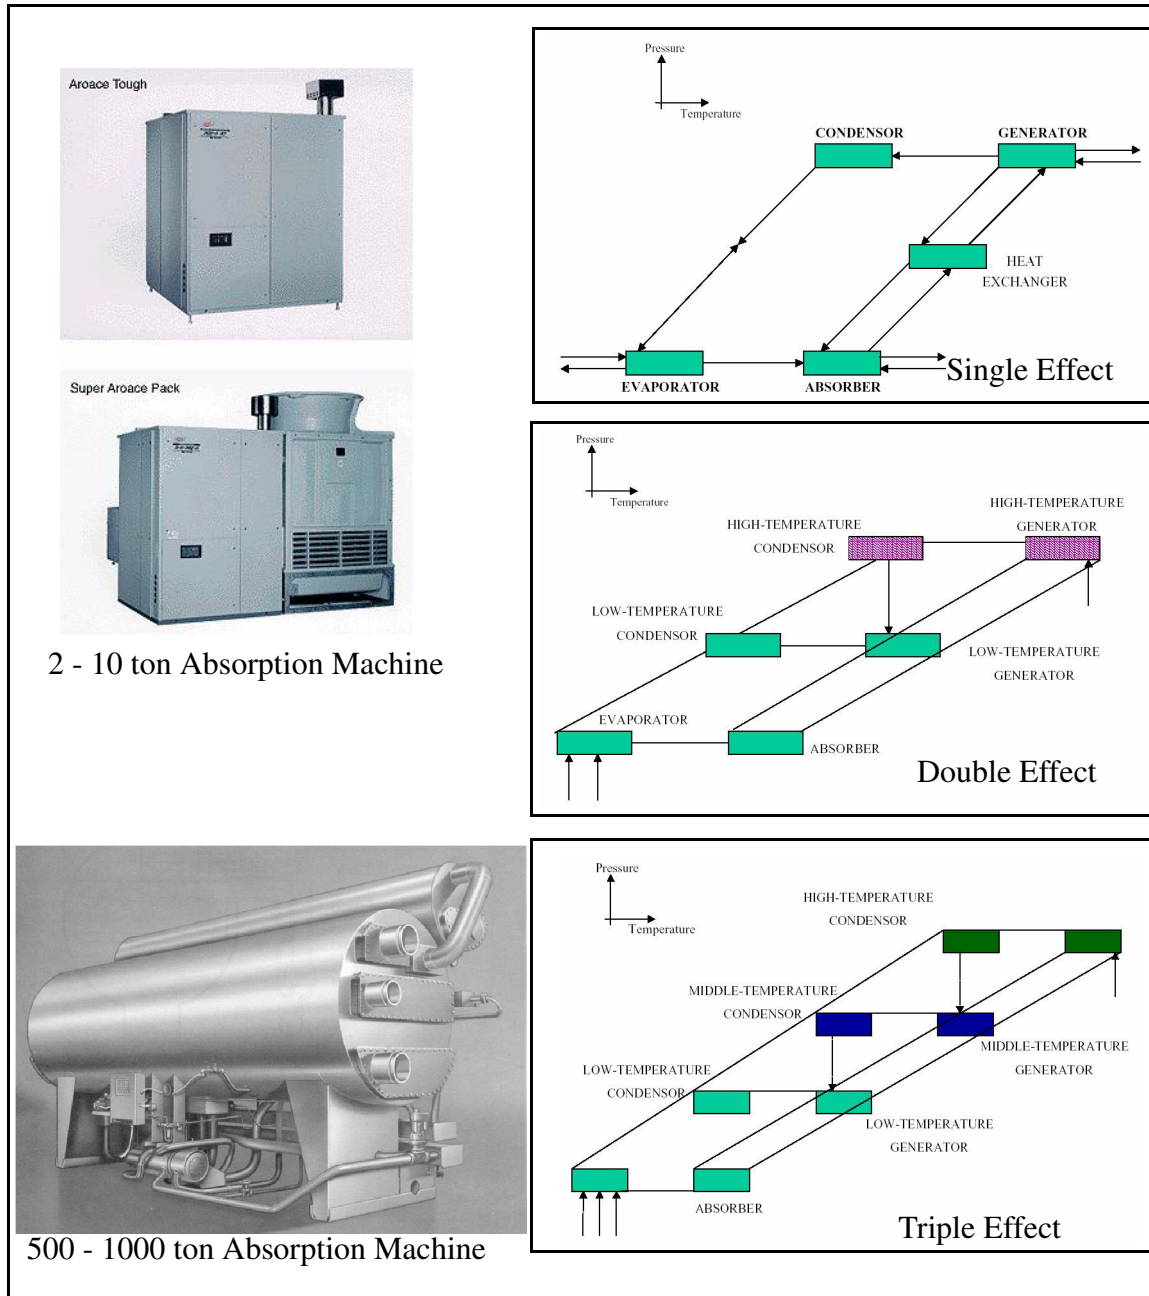 Aroace Tough
Super Aroace Pack
2 - 10 ton Absorption Machine
500 - 1000 ton Absorption Machine
Pressure
Temperature
CONDENSOR
GENERATOR
HEAT
EXCHANGER
EVAPORATOR
ABSORBER
Single Effect
Pressure
Temperature
HIGH-TEMPERATURE
CONDENSOR
HIGH-TEMPERATURE
GENERATOR
LOW-TEMPERATURE
CONDENSOR
LOW-TEMPERATURE
GENERATOR
EVAPORATOR
ABSORBER
Double Effect
Pressure
Temperature
HIGH-TEMPERATURE
CONDENSOR
MIDDLE-TEMPERATURE
CONDENSOR
MIDDLE-TEMPERATURE
GENERATOR
LOW-TEMPERATURE
CONDENSOR
LOW-TEMPERATURE
GENERATOR
ABSORBER
Triple Effect